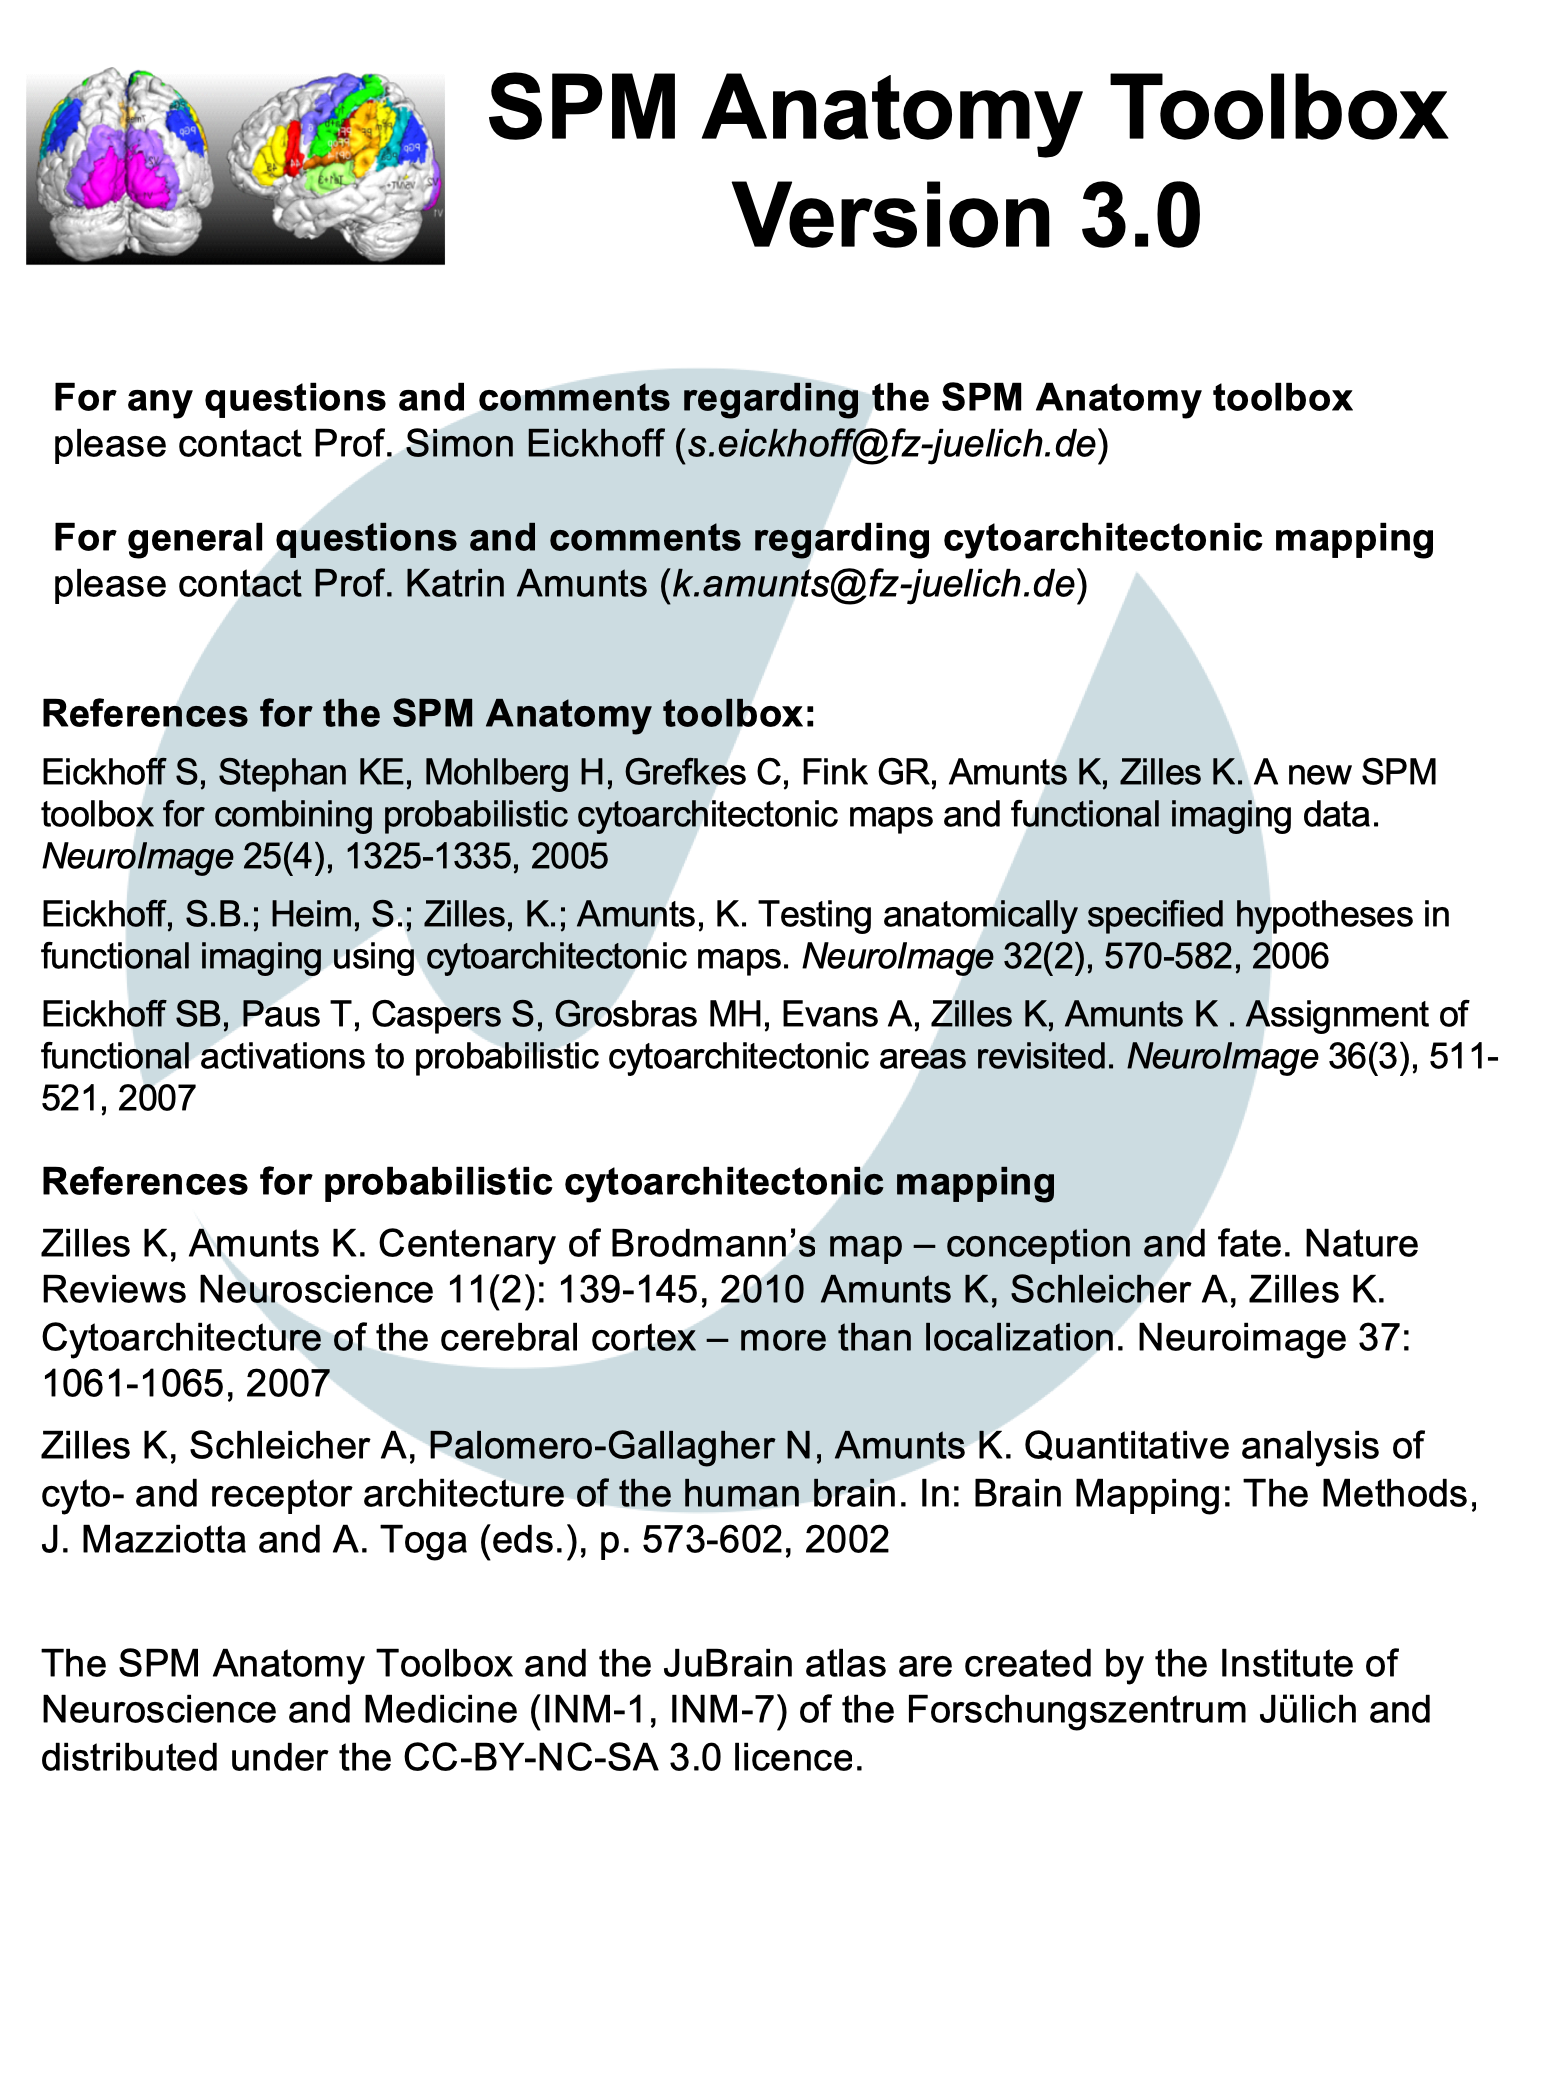 SPM Anatomy Toolbox
Version 3.0
For any questions and comments regarding the SPM Anatomy toolbox
please contact Prof. Simon Eickhoff (s.eickhoff@fz-juelich.de)
For general questions and comments regarding cytoarchitectonic mapping
please contact Prof. Katrin Amunts (k.amunts@fz-juelich.de)
References for the SPM Anatomy toolbox:
Eickhoff S, Stephan KE, Mohlberg H, Grefkes C, Fink GR, Amunts K, Zilles K. A new SPM
toolbox for combining probabilistic cytoarchitectonic maps and functional imaging data.
NeuroImage 25(4), 1325-1335, 2005
Eickhoff, S.B.; Heim, S.; Zilles, K.; Amunts, K. Testing anatomically specified hypotheses in
functional imaging using cytoarchitectonic maps. NeuroImage 32(2), 570-582, 2006
Eickhoff SB, Paus T, Caspers S, Grosbras MH, Evans A, Zilles K, Amunts K . Assignment of
functional activations to probabilistic cytoarchitectonic areas revisited. NeuroImage 36(3), 511-
521, 2007
References for probabilistic cytoarchitectonic mapping
Zilles K, Amunts K. Centenary of Brodmann’s map – conception and fate. Nature
Reviews Neuroscience 11(2): 139-145, 2010 Amunts K, Schleicher A, Zilles K.
Cytoarchitecture of the cerebral cortex – more than localization. Neuroimage 37:
1061-1065, 2007
Zilles K, Schleicher A, Palomero-Gallagher N, Amunts K. Quantitative analysis of
cyto- and receptor architecture of the human brain. In: Brain Mapping: The Methods,
J. Mazziotta and A. Toga (eds.), p. 573-602, 2002
The SPM Anatomy Toolbox and the JuBrain atlas are created by the Institute of
Neuroscience and Medicine (INM-1, INM-7) of the Forschungszentrum Jülich and
distributed under the CC-BY-NC-SA 3.0 licence.